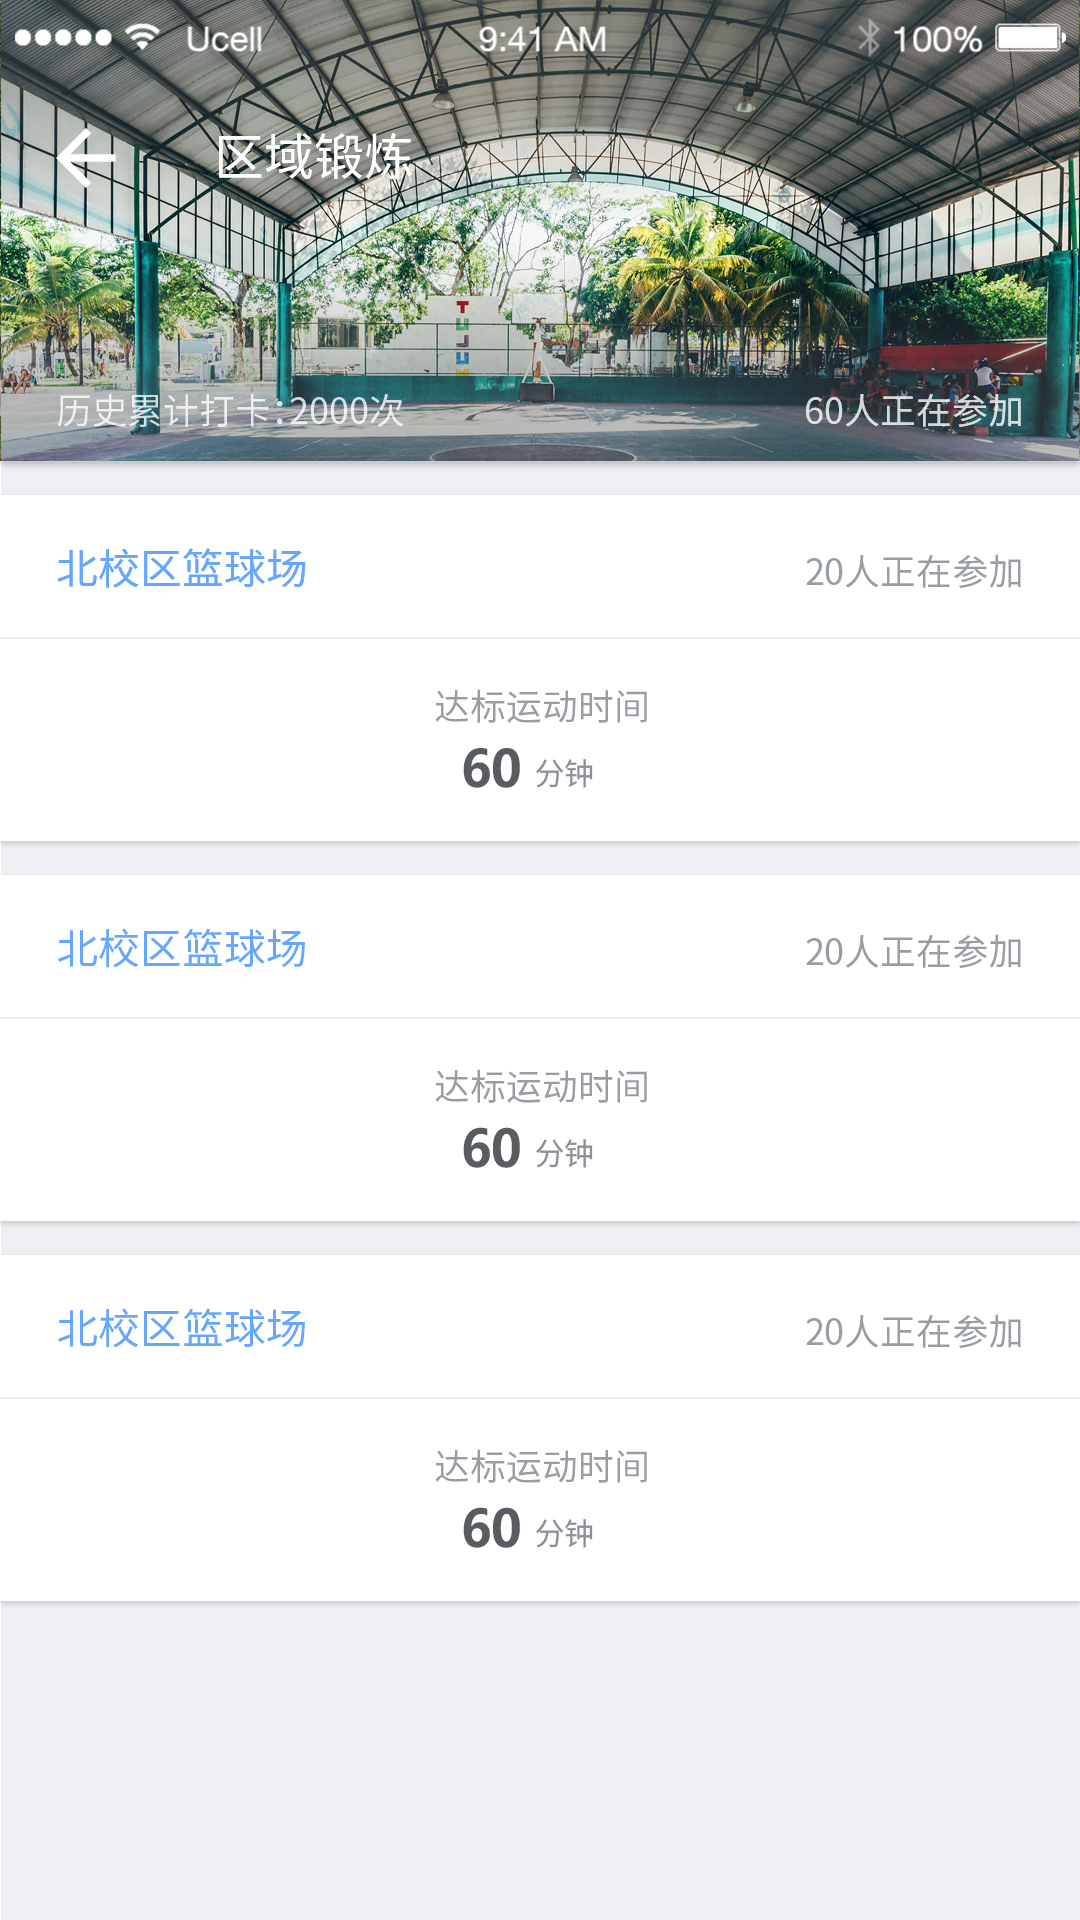 Ucell 9:41 AM 100%
区域锻炼
TULU
历史累计打卡:2000次 60人正在参加
北校区篮球场 20人正在参加
达标运动时间
60 分钟
北校区篮球场 20人正在参加
达标运动时间
60 分钟
北校区篮球场 20人正在参加
达标运动时间
60 分钟